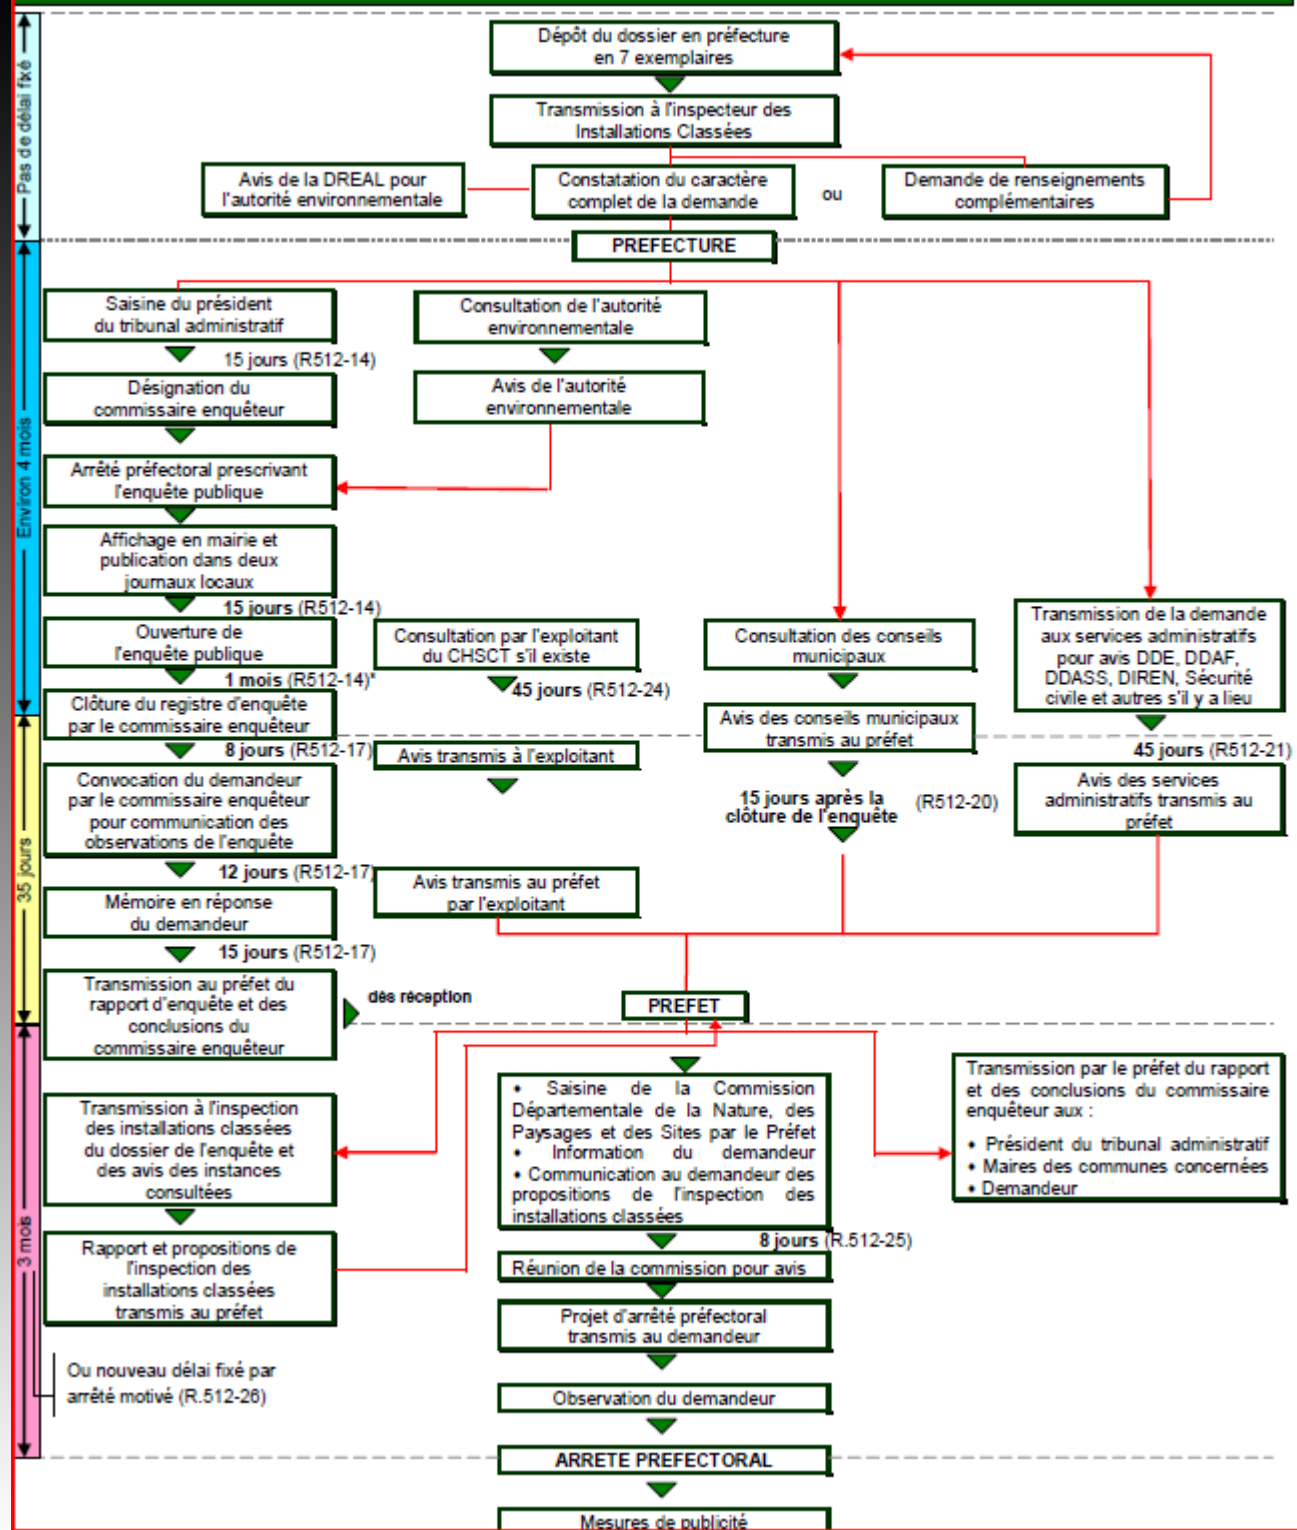 Pas de délai fixé
Dépôt du dossier en préfecture
en 7 exemplaires
Transmission à l'inspecteur des
Installations Classées
Avis de la DREAL pour
l'autorité environnementale
Constatation du caractère
complet de la demande
ou
Demande de renseignements
complémentaires
PREFECTURE
Environ 4 mois
Saisine du président
du tribunal administratif
15 jours (R512-14)
Désignation du
commissaire enquêteur
Arrêté préfectoral prescrivant
l'enquête publique
Affichage en mairie et
publication dans deux
journaux locaux
15 jours (R512-14)
Ouverture de
l'enquête publique
1 mois (R512-14)*
Clôture du registre d'enquête
par le commissaire enquêteur
Consultation de l'autorité
environnementale
Avis de l'autorité
environnementale
Consultation par l'exploitant
du CHSCT s'il existe
45 jours (R512-24)
Avis transmis à l'exploitant
Consultation des conseils
municipaux
Avis des conseils municipaux
transmis au préfet
15 jours après la
clôture de l'enquête
(R512-20)
Transmission de la demande
aux services administratifs
pour avis DDE, DDAF,
DDASS, DIREN, Sécurité
civile et autres s'il y a lieu
45 jours (R512-21)
Avis des services
administratifs transmis au
préfet
35 jours
8 jours (R512-17)
Convocation du demandeur
par le commissaire enquêteur
pour communication des
observations de l'enquête
12 jours (R512-17)
Mémoire en réponse
du demandeur
15 jours (R512-17)
Transmission au préfet du
rapport d'enquête et des
conclusions du
commissaire enquêteur
Avis transmis au préfet
par l'exploitant
dès réception
PREFET
3 mois
Transmission à l'inspection
des installations classées
du dossier de l'enquête et
des avis des instances
consultées
Rapport et propositions de
l'inspection des
installations classées
transmis au préfet
Ou nouveau délai fixé par
arrêté motivé (R.512-26)
• Saisine de la Commission
Départementale de la Nature, des
Paysages et des Sites par le Préfet
• Information du demandeur
• Communication au demandeur des
propositions de l'inspection des
installations classées
8 jours (R.512-25)
Réunion de la commission pour avis
Projet d'arrêté préfectoral
transmis au demandeur
Observation du demandeur
ARRETE PREFECTORAL
Mesures de publicité
Transmission par le préfet du rapport
et des conclusions du commissaire
enquêteur aux :
• Président du tribunal administratif
• Maires des communes concernées
• Demandeur